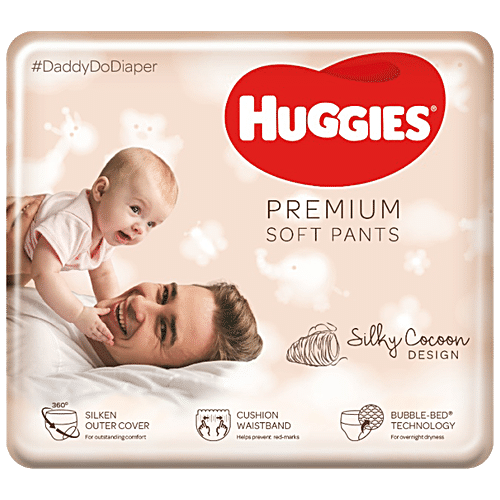 #DaddyDoDiaper
HUGGIES®
PREMIUM
SOFT PANTS
Silky Cocoon
DESIGN
360°
SILKEN
OUTER COVER
For outstanding comfort
CUSHION
WAISTBAND
Helps prevent red-marks
BUBBLE-BED®
TECHNOLOGY
For overnight dryness